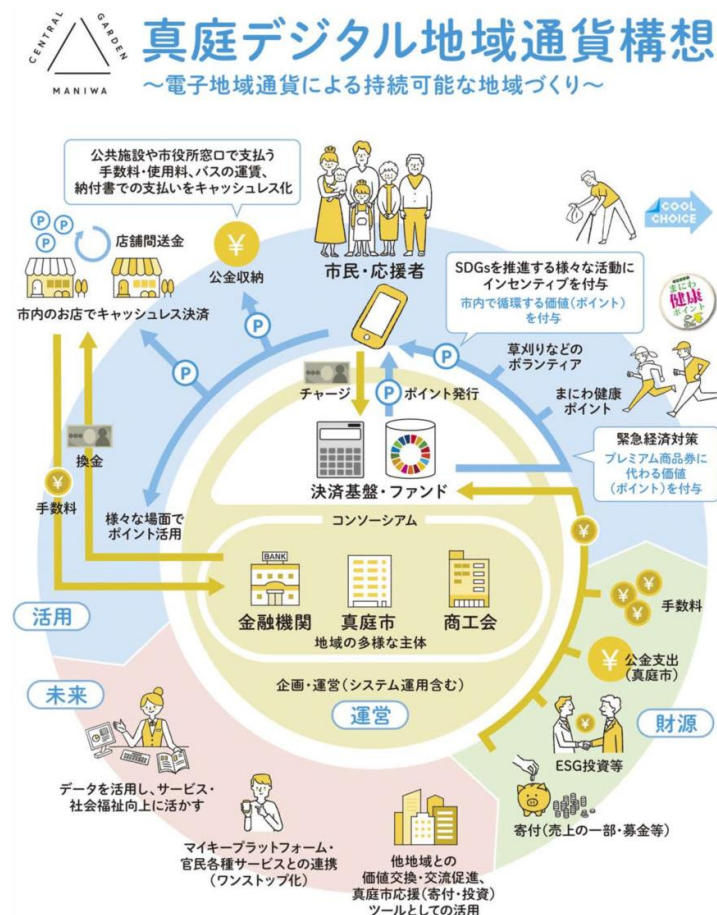 CENTRAL GARDEN
MANIWA
真庭デジタル地域通貨構想
～電子地域通貨による持続可能な地域づくり～
公共施設や市役所窓口で支払う
手数料・使用料、バスの運賃、
納付書での支払いをキャッシュレス化
P
P
P
店舗間送金
¥
公金収納
市内のお店でキャッシュレス決済
市民・応援者
COOL
CHOICE
SDGsを推進する様々な活動に
インセンティブを付与
市内で循環する価値(ポイント)
を付与
まにわ
健康
ポイント
P
P
P
草刈りなどの
ボランティア
まにわ健康
ポイント
チャージ
P
ポイント発行
緊急経済対策
プレミアム商品券に
代わる価値
(ポイント)を付与
換金
¥
手数料
決済基盤・ファンド
様々な場面で
ポイント活用
コンソーシアム
¥
BANK
金融機関
真庭市
商工会
地域の多様な主体
¥
¥
¥
手数料
活用
¥
公金支出
(真庭市)
企画・運営(システム運用含む)
運営
未来
¥
財源
ESG投資等
データを活用し、サービス・
社会福祉向上に活かす
寄付(売上の一部・募金等)
マイキープラットフォーム・
官民各種サービスとの連携
(ワンストップ化)
他地域との
価値交換・交流促進、
真庭市応援(寄付・投資)
ツールとしての活用